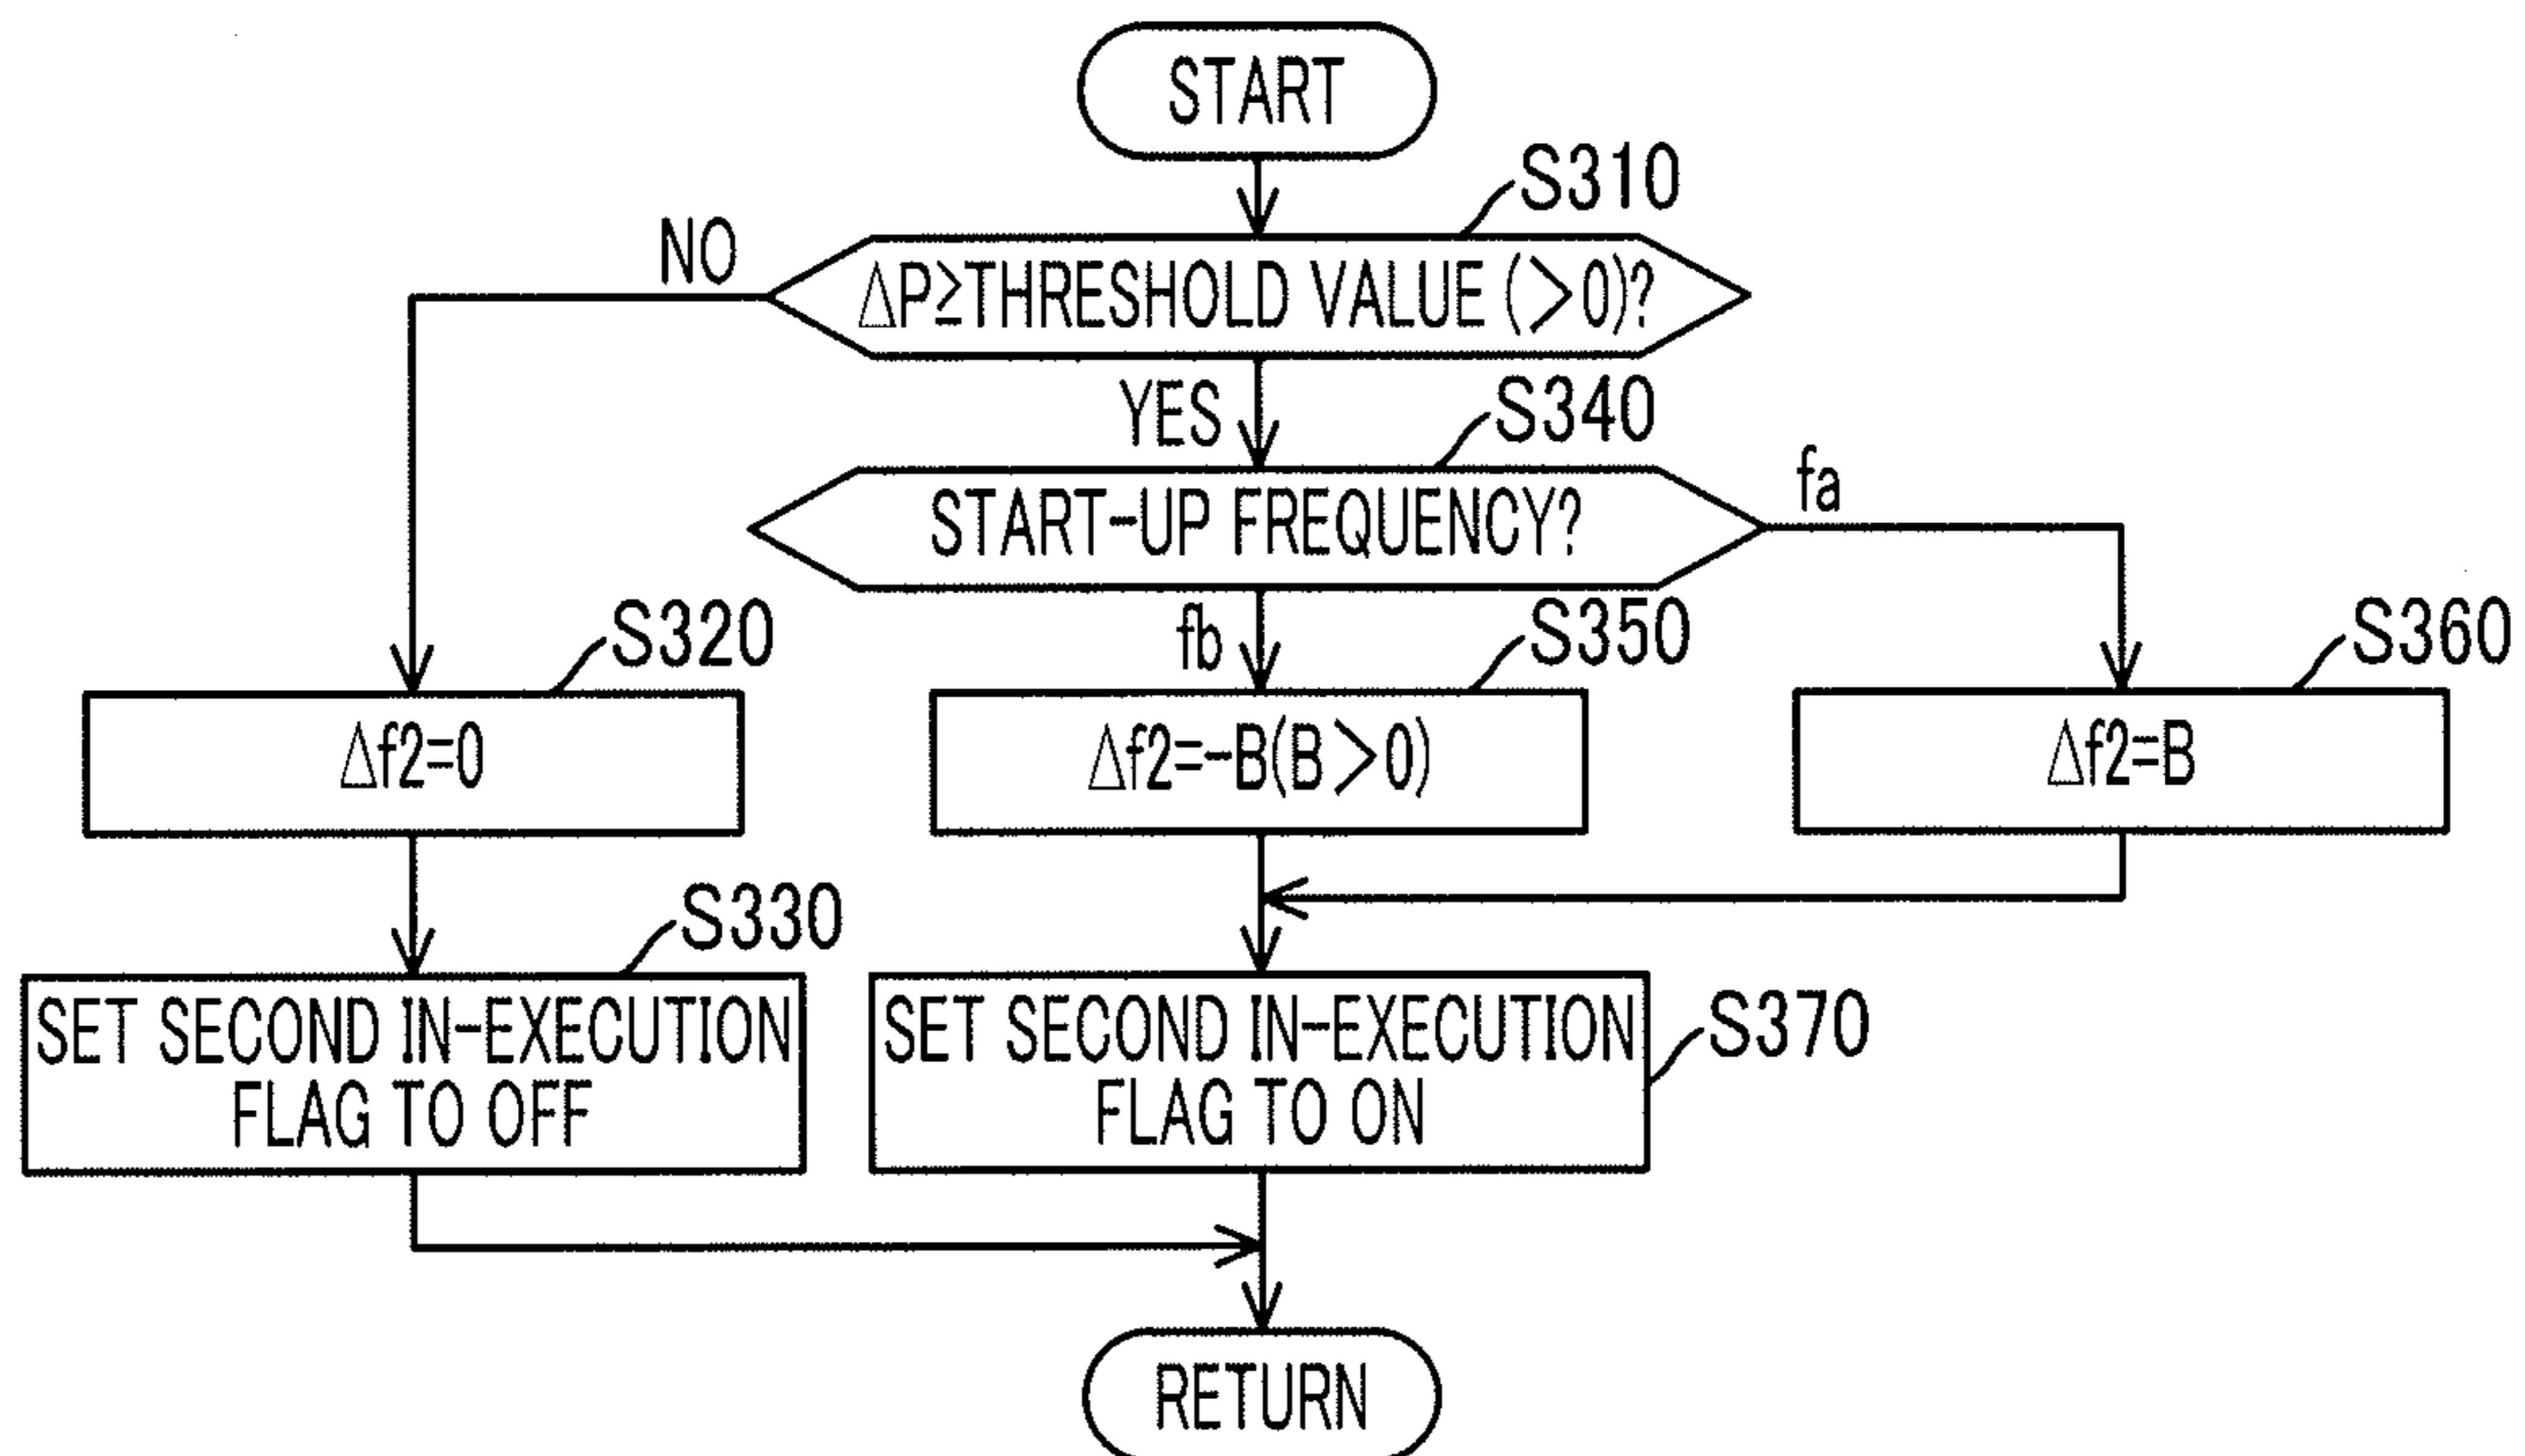 START
S310
NO
ΔP≧THRESHOLD VALUE (>0)?
YES
S340
START-UP FREQUENCY?
fa
fb
S320
S350
S360
Δf2=0
Δf2=-B(B>0)
Δf2=B
S330
SET SECOND IN-EXECUTION
FLAG TO OFF
SET SECOND IN-EXECUTION
FLAG TO ON
S370
RETURN